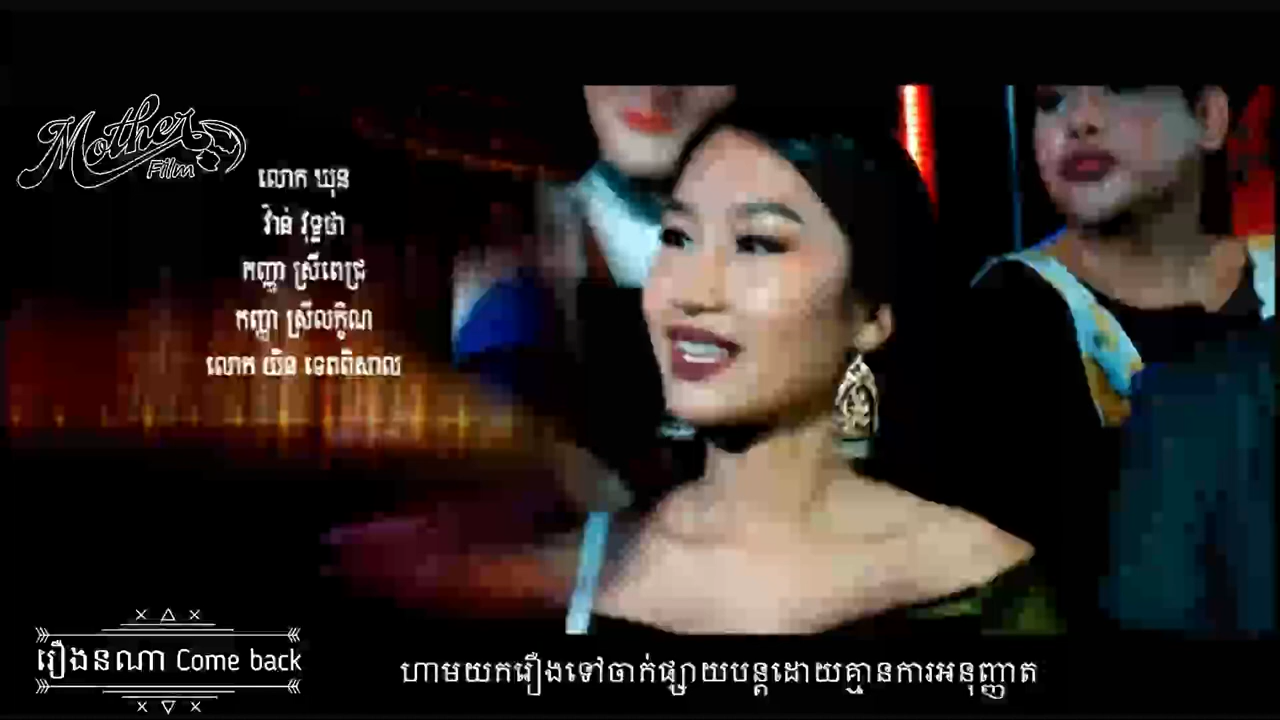 Mother
Film
លោក ឃុន
វ៉ាន់ វុទ្ធថា
កញ្ញា ស្រីពេជ្រ
កញ្ញា ស្រីលក្ខិណ
លោក យិន ទេពពិសាល
រឿងនណា Come back
ហាមយករឿងទៅចាក់ផ្សាយបន្តដោយគ្មានការអនុញ្ញាត